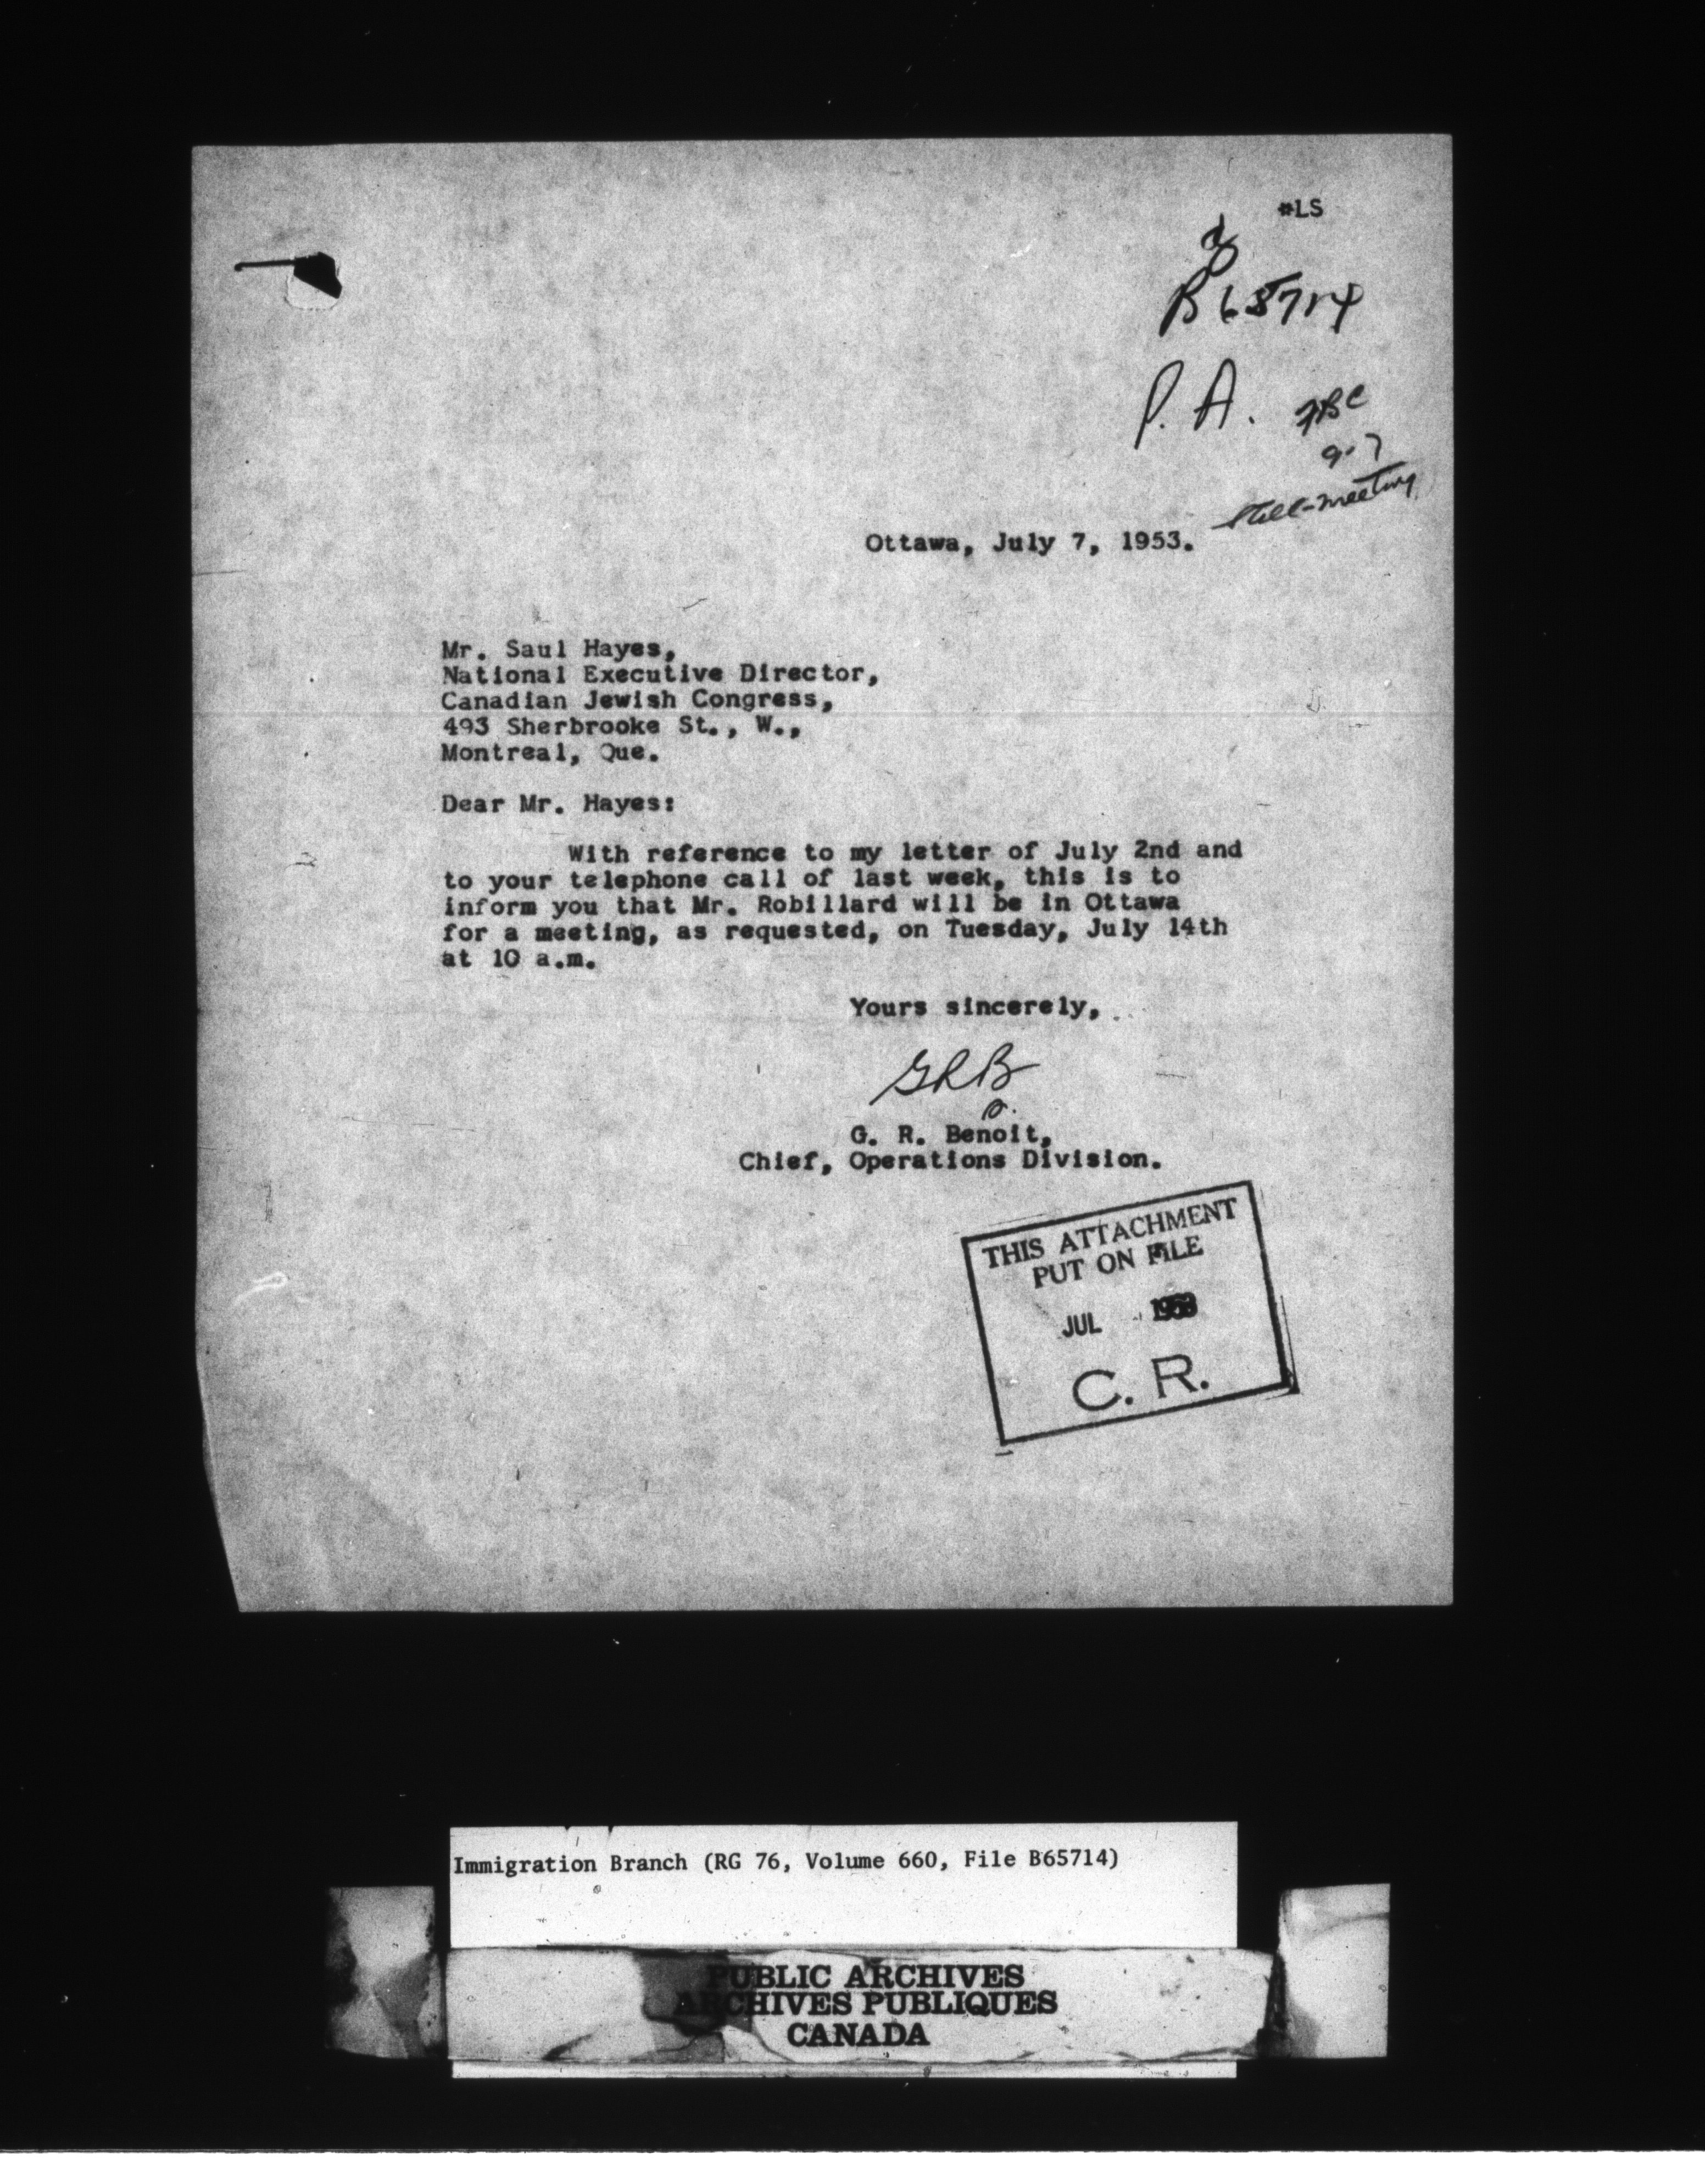 *LS
B65714
P. A.
9.7
Still-meeting
Ottawa, July 7, 1953.
Mr. Saul Hayes,
National Executive Director,
Canadian Jewish Congress,
493 Sherbrooke St., W.,
Montreal, Que.
Dear Mr. Hayes:
With reference to my letter of July 2nd and
to your telephone call of last week, this is to
inform you that Mr. Robillard will be in Ottawa
for a meeting, as requested, on Tuesday, July 14th
at 10 a.m.
Yours sincerely,
GRB
G. R. Benoit,
Chief, Operations Division.
THIS ATTACHMENT
PUT ON FILE
JUL 1953
C. R.
Immigration Branch (RG 76, Volume 660, File B65714)
PUBLIC ARCHIVES
ARCHIVES PUBLIQUES
CANADA